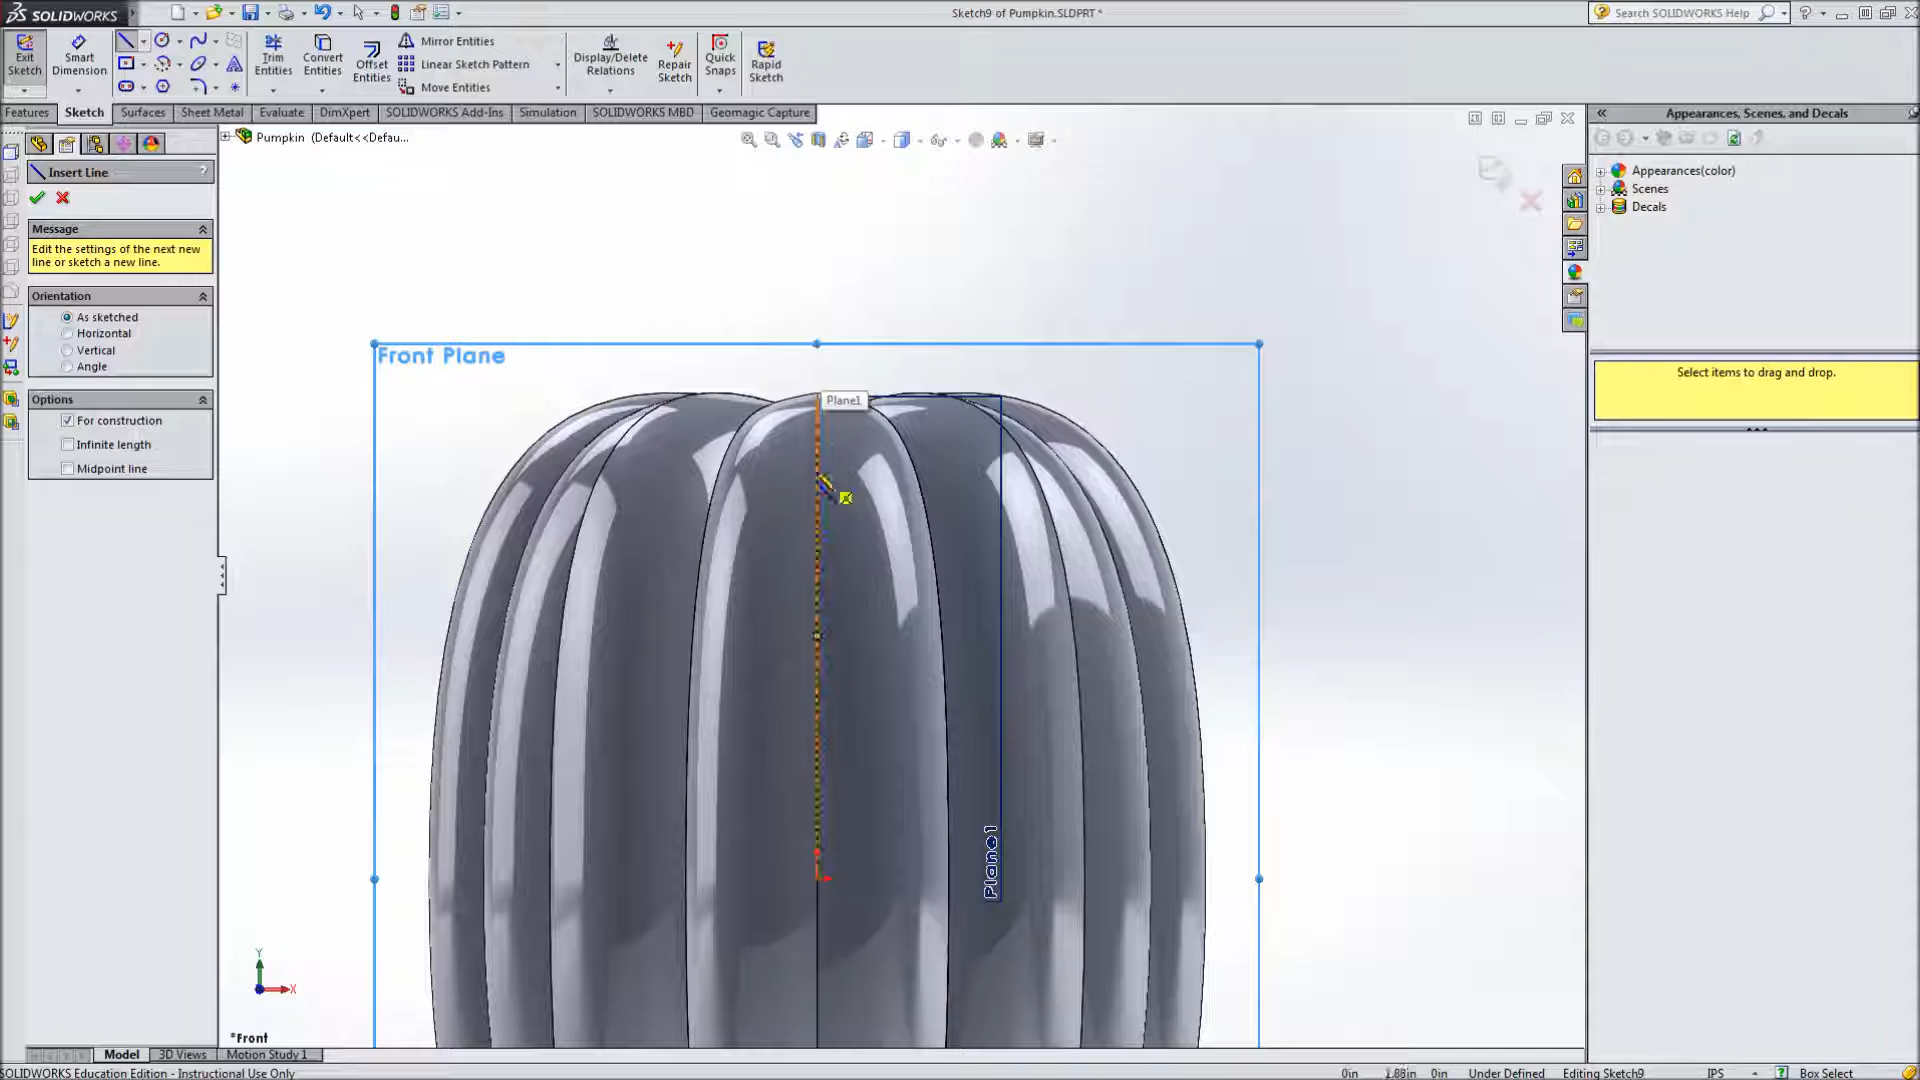 SOLIDWORKS
Sketch9 of Pumpkin.SLDPRT *
Search SOLIDWORKS Help
Exit Sketch
Smart Dimension
Trim Entities
Convert Entities
Offset Entities
Mirror Entities
Linear Sketch Pattern
Move Entities
Display/Delete Relations
Repair Sketch
Quick Snaps
Rapid Sketch
Features
Sketch
Surfaces
Sheet Metal
Evaluate
DimXpert
SOLIDWORKS Add-Ins
Simulation
SOLIDWORKS MBD
Geomagic Capture
Appearances, Scenes, and Decals
Pumpkin (Default<<Defau...
Insert Line
?
Message
Edit the settings of the next new
line or sketch a new line.
Orientation
As sketched
Horizontal
Vertical
Angle
Options
For construction
Infinite length
Midpoint line
Appearances(color)
Scenes
Decals
Select items to drag and drop.
Front Plane
Plane1
Plane1
Y
X
*Front
Model
3D Views
Motion Study 1
SOLIDWORKS Education Edition - Instructional Use Only
0in
0in
Under Defined
Editing Sketch9
IPS
Box Select